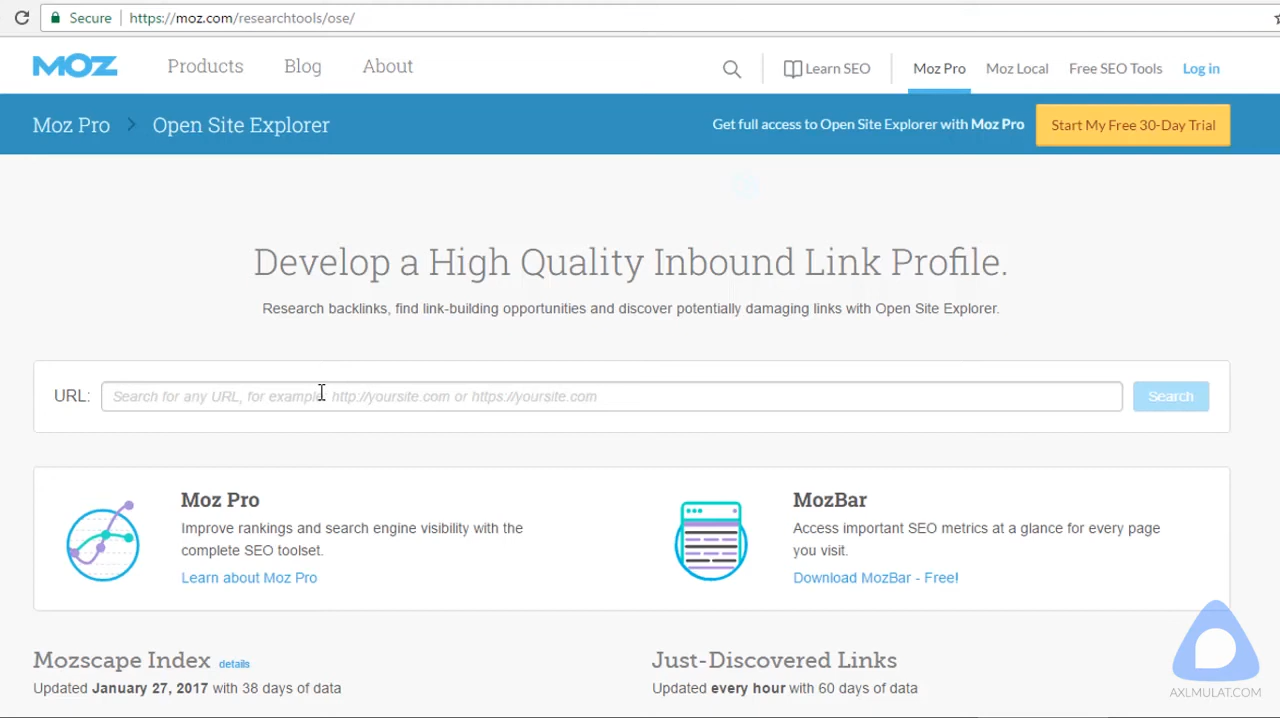 Secure https://moz.com/researchtools/ose/
MOZ Products Blog About Learn SEO Moz Pro Moz Local Free SEO Tools Log in
Moz Pro > Open Site Explorer Get full access to Open Site Explorer with Moz Pro Start My Free 30-Day Trial
Develop a High Quality Inbound Link Profile.
Research backlinks, find link-building opportunities and discover potentially damaging links with Open Site Explorer.
URL: Search for any URL, for example http://yoursite.com or https://yoursite.com Search
Moz Pro
Improve rankings and search engine visibility with the
complete SEO toolset.
Learn about Moz Pro
MozBar
Access important SEO metrics at a glance for every page
you visit.
Download MozBar - Free!
Mozscape Index details
Updated January 27, 2017 with 38 days of data
Just-Discovered Links
Updated every hour with 60 days of data
AXLMULAT.COM